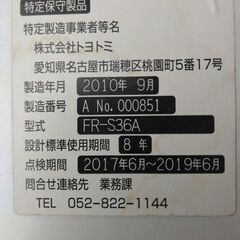 特定保守製品
特定製造事業者等名
株式会社トヨトミ
愛知県名古屋市瑞穂区桃園町5番17号
製造年月 2010年 9月
製造番号 A No. 000851
型式 FR-S36A
設計標準使用期間 8 年
点検期間 2017年6月～2019年6月
問合せ連絡先 業務課
TEL 052-822-1144